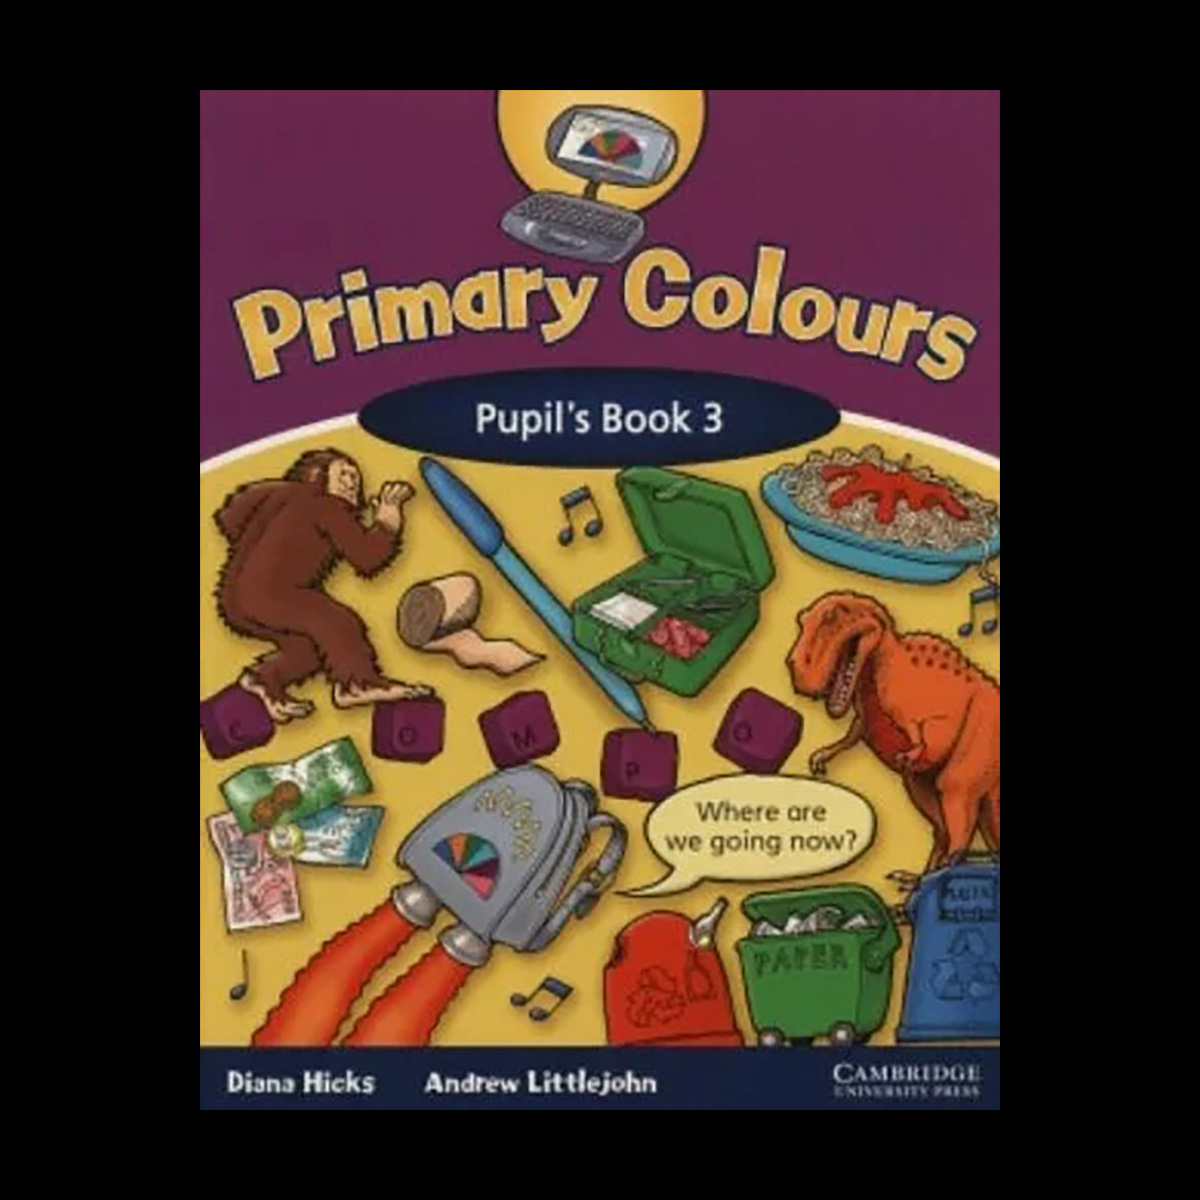 Primary Colours
Pupil's Book 3
C O M P O
Where are
we going now?
PAPER
Diana Hicks Andrew Littlejohn
CAMBRIDGE
UNIVERSITY PRESS